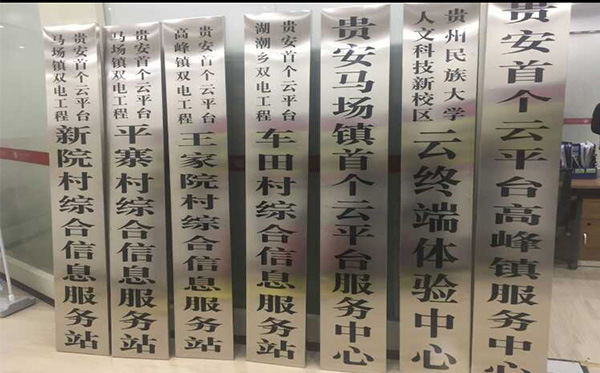 贵安首个云平台
马场镇双电工程
新院村综合信息服务站
贵安首个云平台
马场镇双电工程
平寨村综合信息服务站
贵安首个云平台
高峰镇双电工程
王家院村综合信息服务站
贵安首个云平台
湖潮乡双电工程
车田村综合信息服务站
贵安马场镇首个云平台服务中心
贵州民族大学
人文科技新校区
云终端体验中心
贵安首个云平台高峰镇服务中心